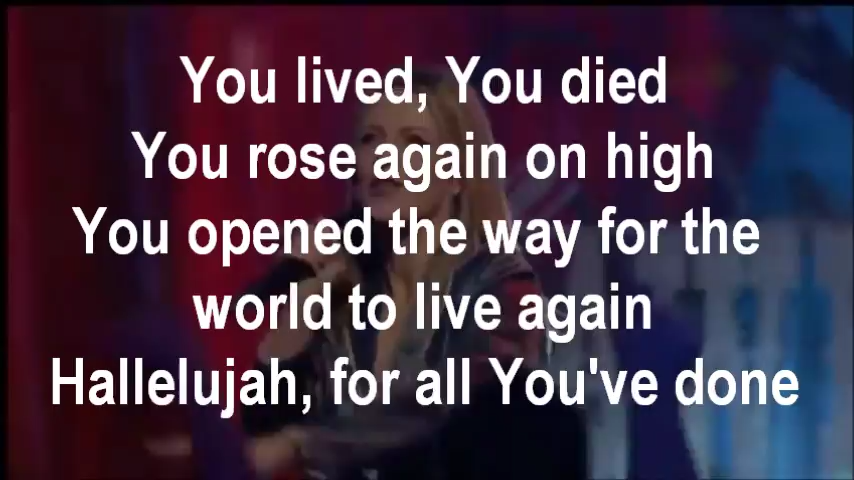 You lived, You died
You rose again on high
You opened the way for the
world to live again
Hallelujah, for all You've done